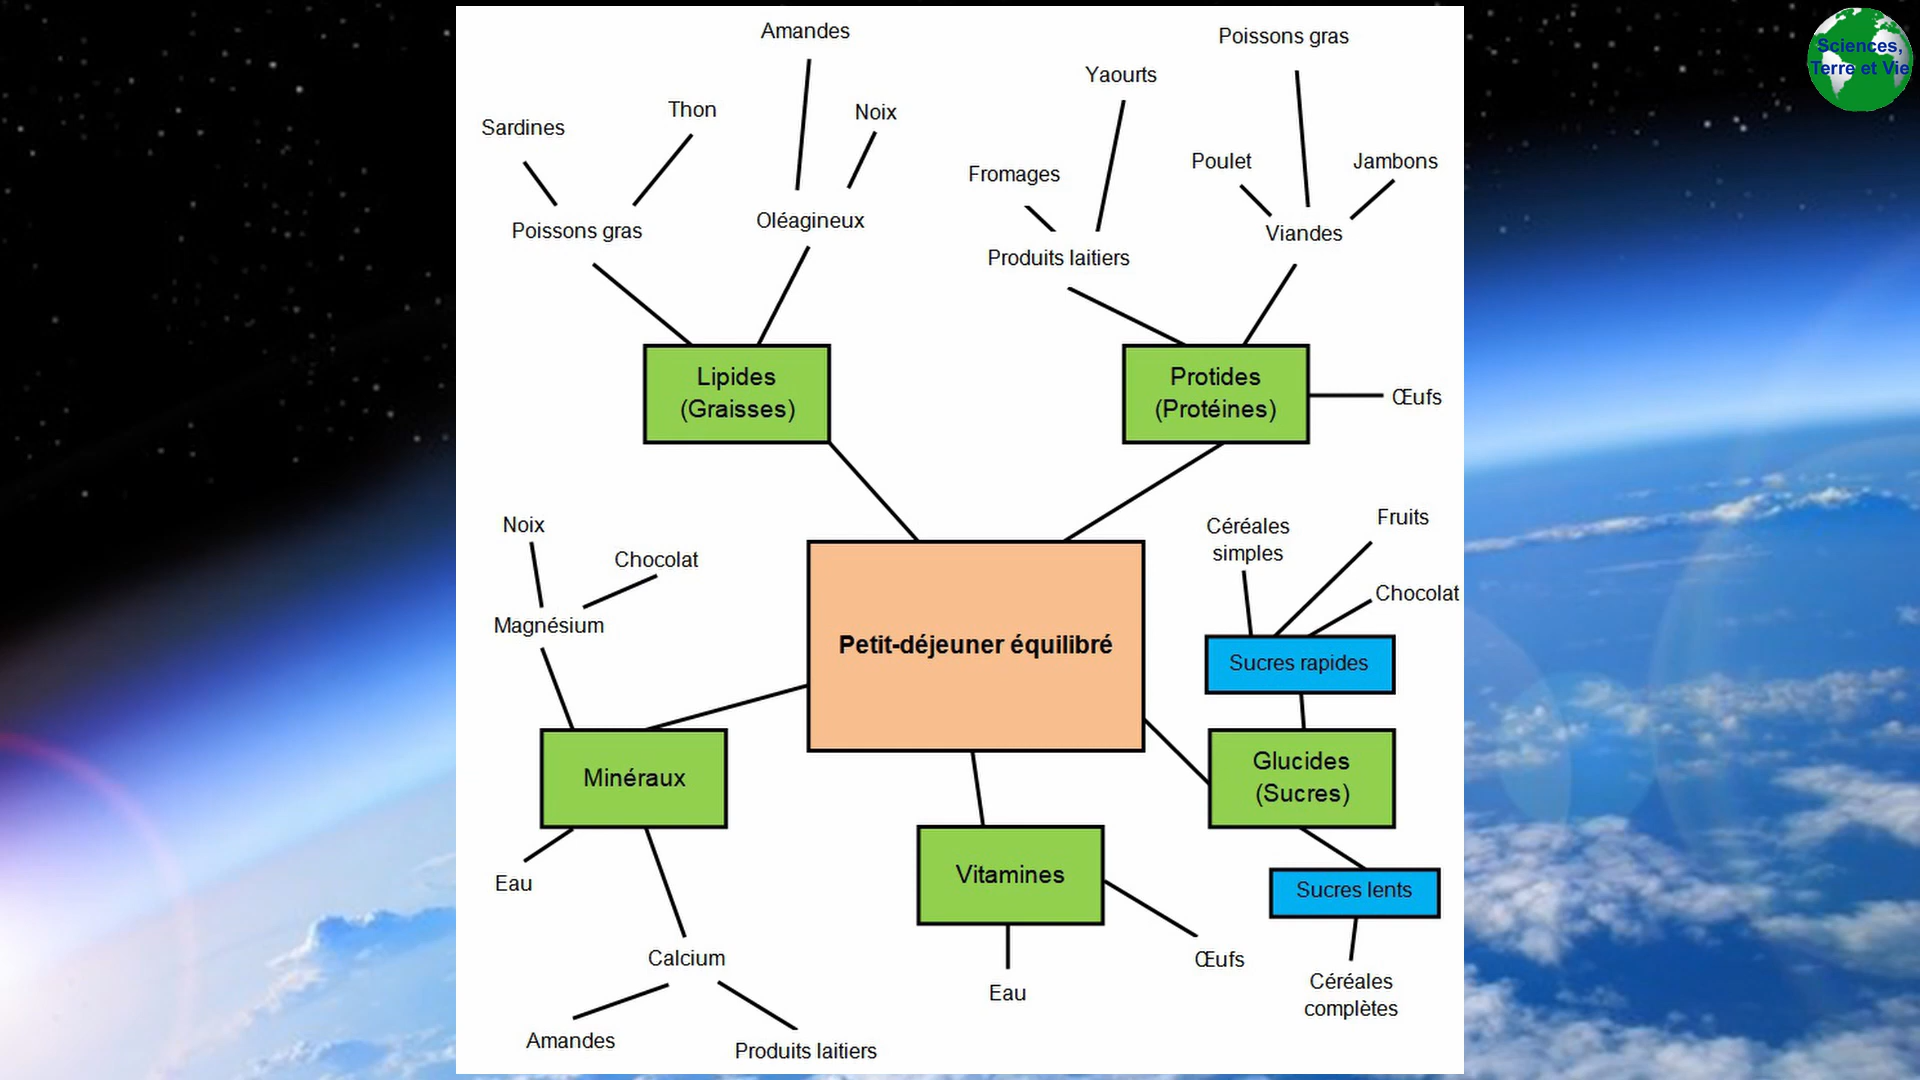 Amandes
Poissons gras
Sciences,
Terre et Vie
Yaourts
Thon
Noix
Sardines
Fromages
Poulet
Jambons
Poissons gras
Oléagineux
Produits laitiers
Viandes
Lipides
(Graisses)
Protides
(Protéines)
Œufs
Noix
Chocolat
Céréales
simples
Fruits
Chocolat
Magnésium
Petit-déjeuner équilibré
Sucres rapides
Minéraux
Glucides
(Sucres)
Eau
Vitamines
Sucres lents
Calcium
Œufs
Eau
Céréales
complètes
Amandes
Produits laitiers